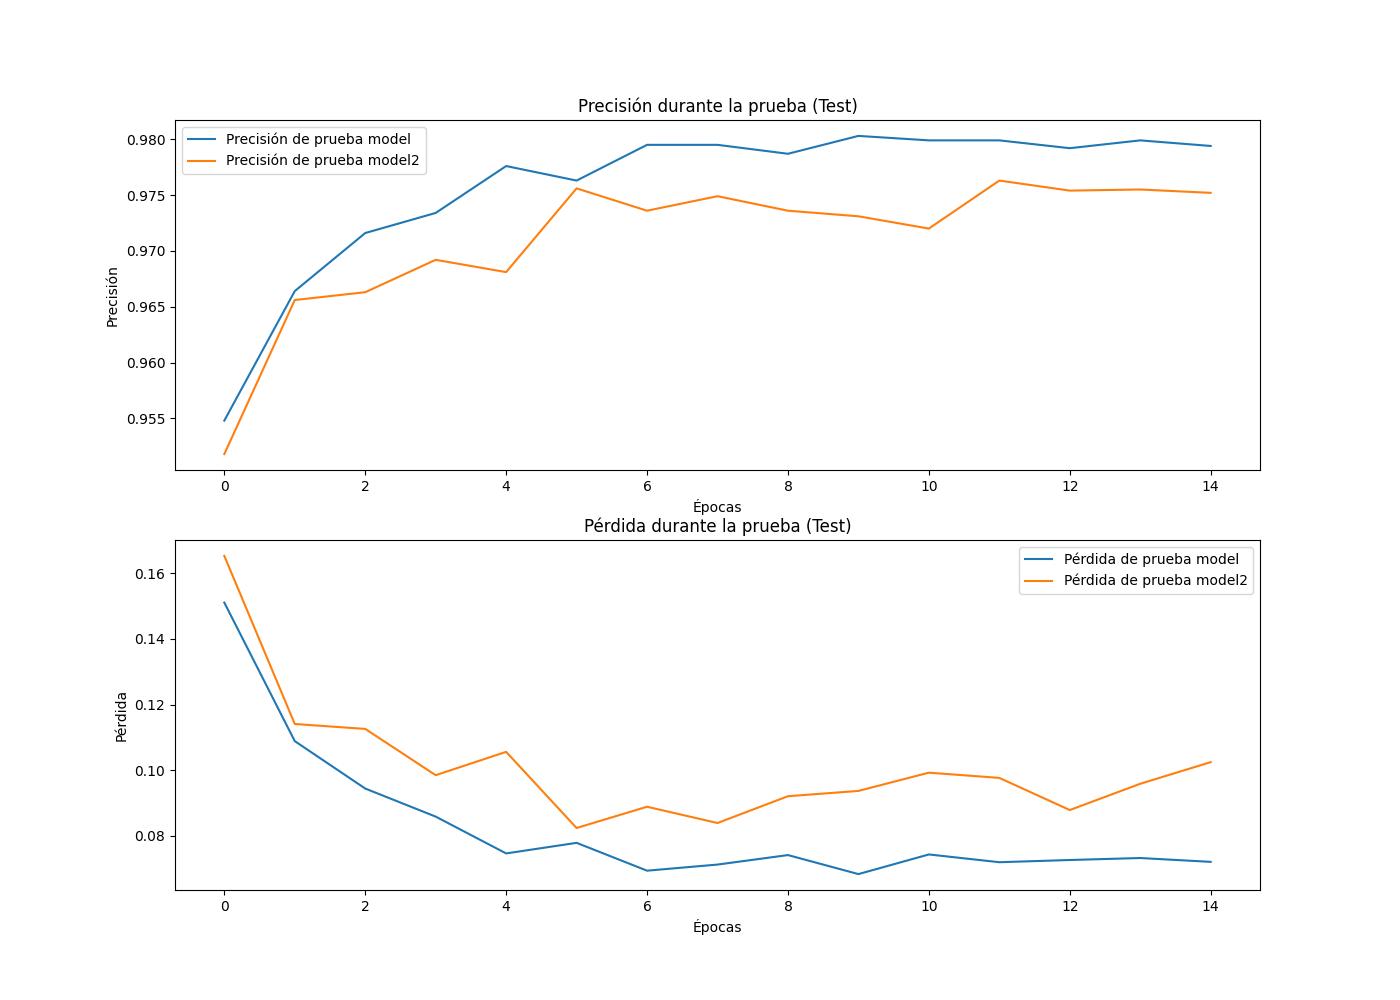 Precisión durante la prueba (Test)
Precisión de prueba model
Precisión de prueba model2
Precisión
0.980
0.975
0.970
0.965
0.960
0.955
0 2 4 6 8 10 12 14
Épocas
Pérdida durante la prueba (Test)
Pérdida de prueba model
Pérdida de prueba model2
Pérdida
0.16
0.14
0.12
0.10
0.08
0 2 4 6 8 10 12 14
Épocas